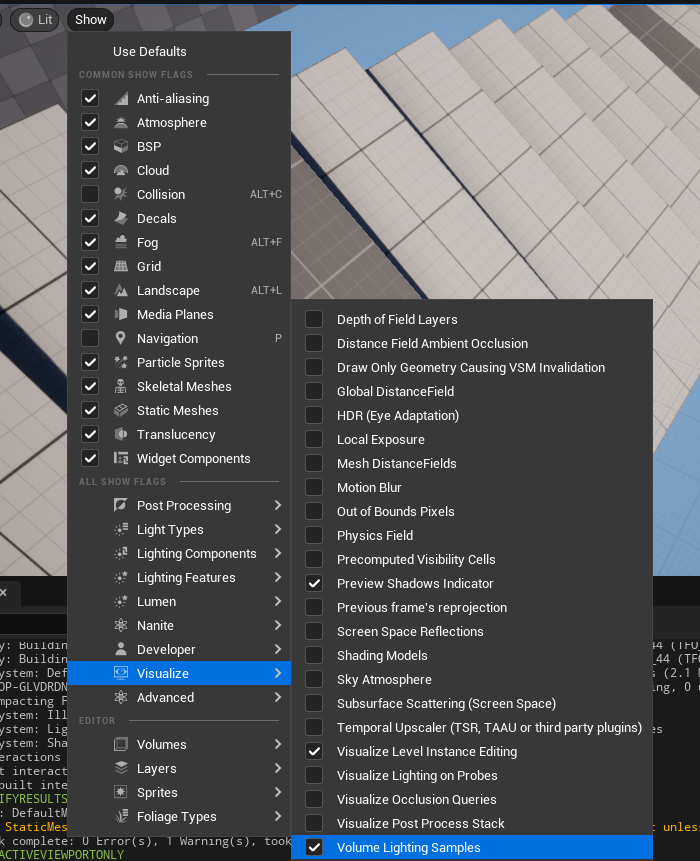 Lit
Show
Use Defaults
COMMON SHOW FLAGS
Anti-aliasing
Atmosphere
BSP
Cloud
Collision ALT+C
Decals
Fog ALT+F
Grid
Landscape ALT+L
Media Planes
Navigation P
Particle Sprites
Skeletal Meshes
Static Meshes
Translucency
Widget Components
ALL SHOW FLAGS
Post Processing
Light Types
Lighting Components
Lighting Features
Lumen
Nanite
Developer
Visualize
Advanced
EDITOR
Volumes
Layers
Sprites
Foliage Types
Depth of Field Layers
Distance Field Ambient Occlusion
Draw Only Geometry Causing VSM Invalidation
Global DistanceField
HDR (Eye Adaptation)
Local Exposure
Mesh DistanceFields
Motion Blur
Out of Bounds Pixels
Physics Field
Precomputed Visibility Cells
Preview Shadows Indicator
Previous frame's reprojection
Screen Space Reflections
Shading Models
Sky Atmosphere
Subsurface Scattering (Screen Space)
Temporal Upscaler (TSR, TAAU or third party plugins)
Visualize Level Instance Editing
Visualize Lighting on Probes
Visualize Occlusion Queries
Visualize Post Process Stack
Volume Lighting Samples
y: Buildin
y: Buildin _44 (TFO_
ystem: Def s (2.1 M
OP-GLVDRDN ing, 0 u
mpacting F
ystem: Ill
ystem: Lig es
ystem: Sha
eractions
t interact
built inte
IFYRESULTS
: DefaultM
StaticMes t unles
k complete: 0 Error(s), 1 Warning(s), took
ACTIVEVIEWPORTONLY